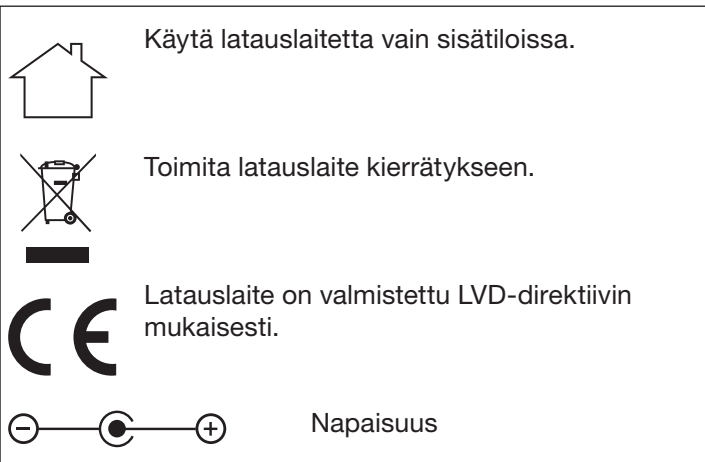 Käytä latauslaitetta vain sisätiloissa.
Toimita latauslaite kierrätykseen.
Latauslaite on valmistettu LVD-direktiivin
mukaisesti.
Napaisuus